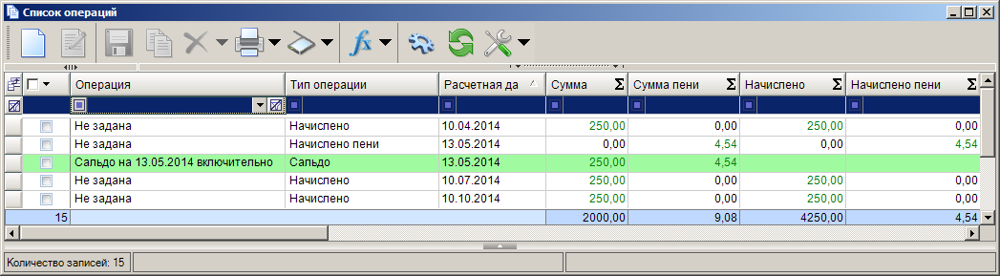 Список операций
Операция Тип операции Расчетная да Сумма Σ Сумма пени Σ Начислено Σ Начислено пени Σ
Не задана Начислено 10.04.2014 250,00 0,00 250,00 0,00
Не задана Начислено пени 13.05.2014 0,00 4,54 0,00 4,54
Сальдо на 13.05.2014 включительно Сальдо 13.05.2014 250,00 4,54
Не задана Начислено 10.07.2014 250,00 0,00 250,00 0,00
Не задана Начислено 10.10.2014 250,00 0,00 250,00 0,00
15 2000,00 9,08 4250,00 4,54
Количество записей: 15